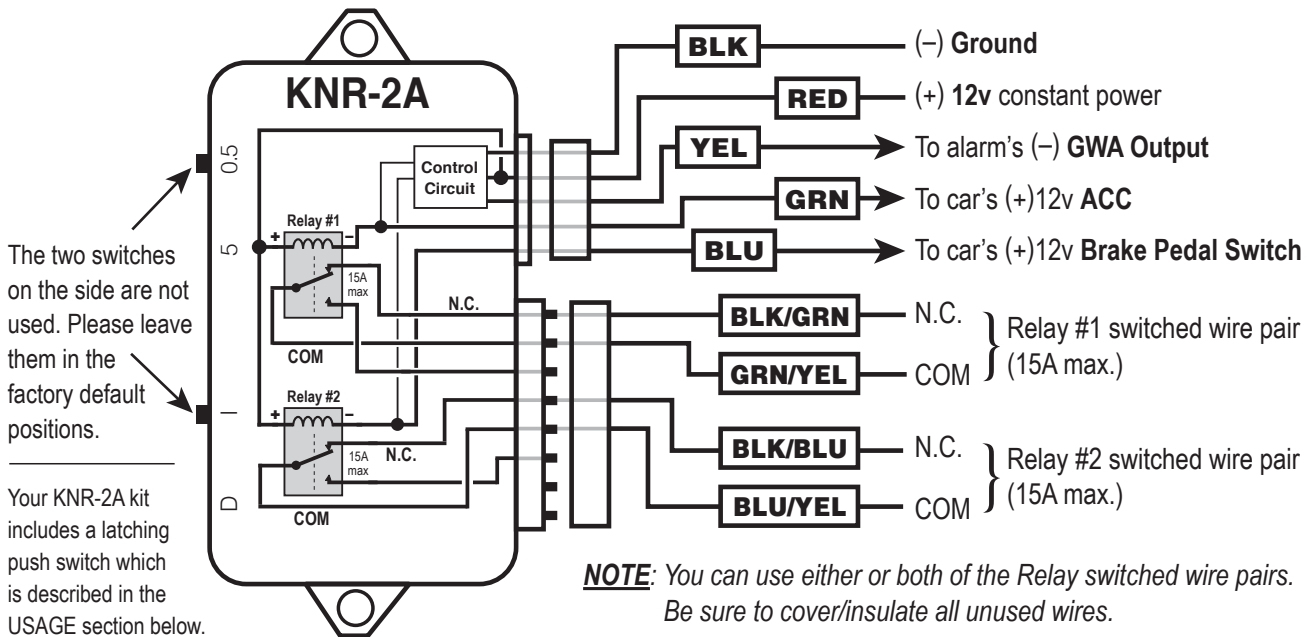 KNR-2A
0.5
5
I
D
Control
Circuit
Relay #1
+
–
15A
max
N.C.
COM
Relay #2
+
–
15A
max
N.C.
COM
BLK (–) Ground
RED (+) 12v constant power
YEL To alarm's (–) GWA Output
GRN To car's (+)12v ACC
BLU To car's (+)12v Brake Pedal Switch
BLK/GRN N.C.
GRN/YEL COM
Relay #1 switched wire pair
(15A max.)
BLK/BLU N.C.
BLU/YEL COM
Relay #2 switched wire pair
(15A max.)
The two switches
on the side are not
used. Please leave
them in the
factory default
positions.
Your KNR-2A kit
includes a latching
push switch which
is described in the
USAGE section below.
NOTE: You can use either or both of the Relay switched wire pairs.
Be sure to cover/insulate all unused wires.